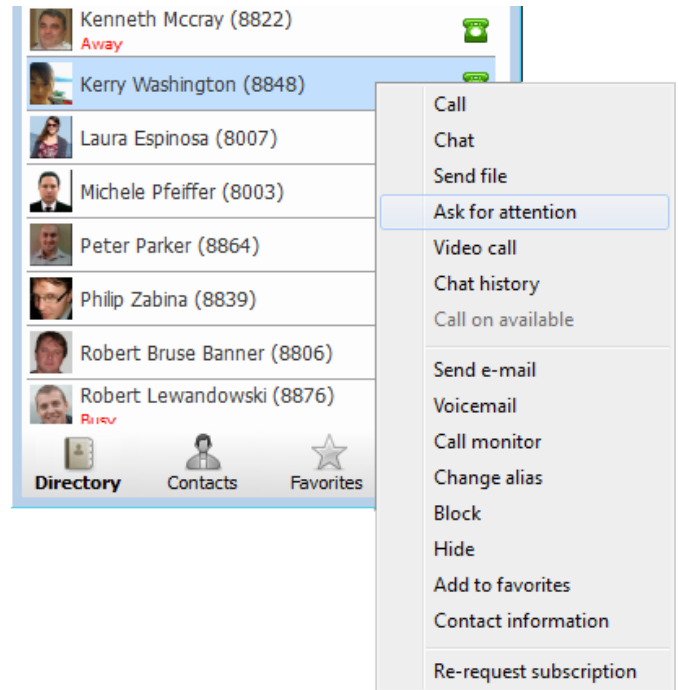 Kenneth Mccray (8822)
Away
Kerry Washington (8848)
Laura Espinosa (8007)
Michele Pfeiffer (8003)
Peter Parker (8864)
Philip Zabina (8839)
Robert Bruse Banner (8806)
Robert Lewandowski (8876)
Busy
Directory Contacts Favorites
Call
Chat
Send file
Ask for attention
Video call
Chat history
Call on available
Send e-mail
Voicemail
Call monitor
Change alias
Block
Hide
Add to favorites
Contact information
Re-request subscription